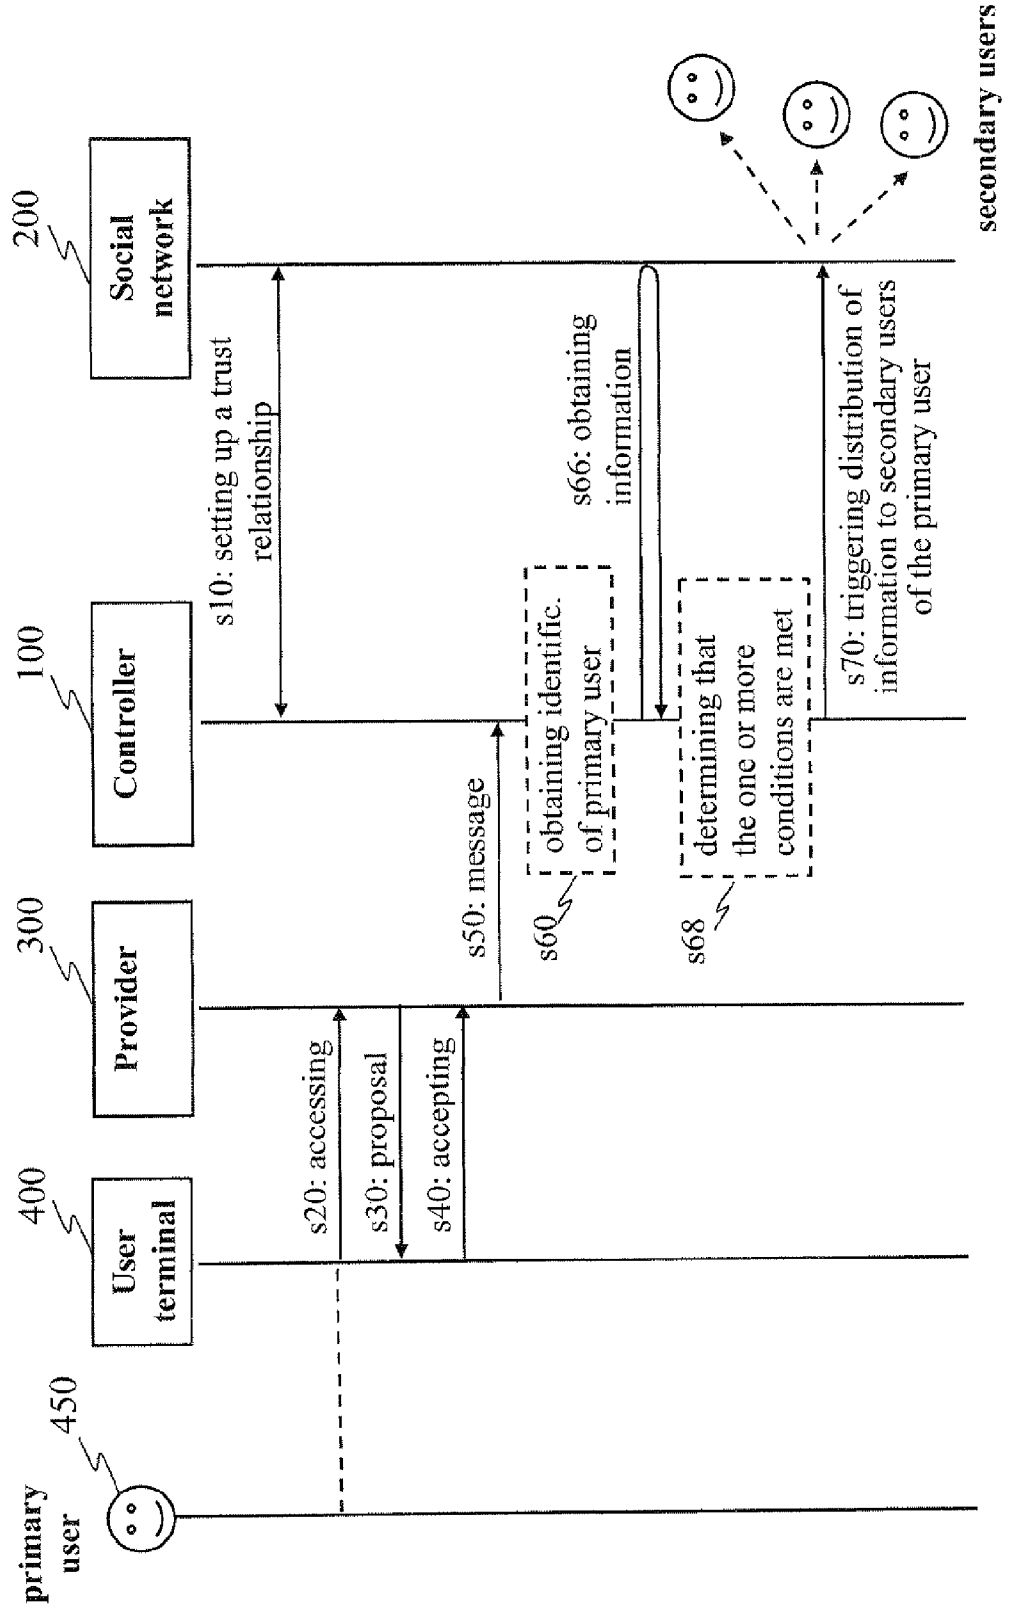 primary
user
450
400
User
terminal
300
Provider
100
Controller
200
Social
network
s10: setting up a trust
relationship
s20: accessing
s30: proposal
s40: accepting
s50: message
s60
obtaining identific.
of primary user
s66: obtaining
information
s68
determining that
the one or more
conditions are met
s70: triggering distribution of
information to secondary users
of the primary user
secondary users